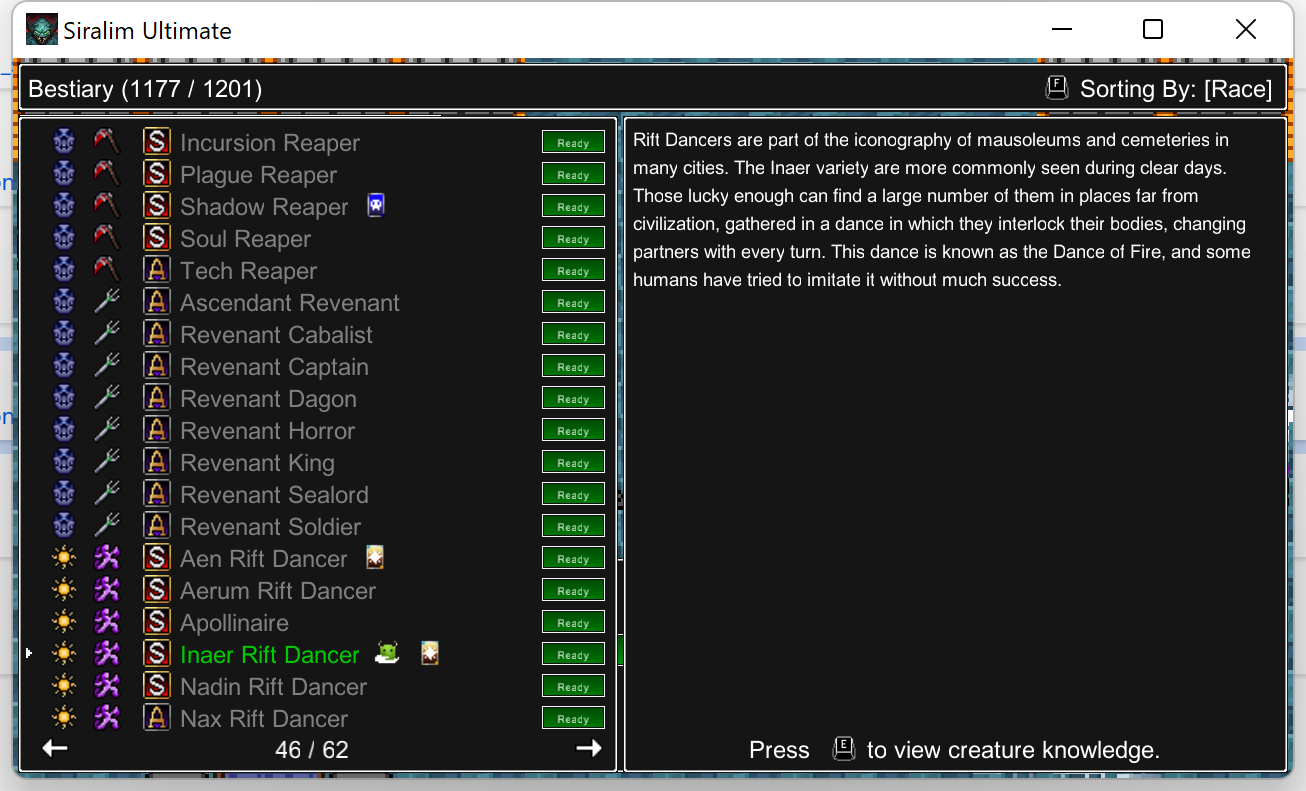 Siralim Ultimate
Bestiary (1177 / 1201)
F Sorting By: [Race]
S Incursion Reaper Ready
S Plague Reaper Ready
S Shadow Reaper Ready
S Soul Reaper Ready
A Tech Reaper Ready
A Ascendant Revenant Ready
A Revenant Cabalist Ready
A Revenant Captain Ready
A Revenant Dagon Ready
A Revenant Horror Ready
A Revenant King Ready
A Revenant Sealord Ready
A Revenant Soldier Ready
S Aen Rift Dancer Ready
S Aerum Rift Dancer Ready
S Apollinaire Ready
S Inaer Rift Dancer Ready
S Nadin Rift Dancer Ready
A Nax Rift Dancer Ready
46 / 62
Rift Dancers are part of the iconography of mausoleums and cemeteries in
many cities. The Inaer variety are more commonly seen during clear days.
Those lucky enough can find a large number of them in places far from
civilization, gathered in a dance in which they interlock their bodies, changing
partners with every turn. This dance is known as the Dance of Fire, and some
humans have tried to imitate it without much success.
Press E to view creature knowledge.